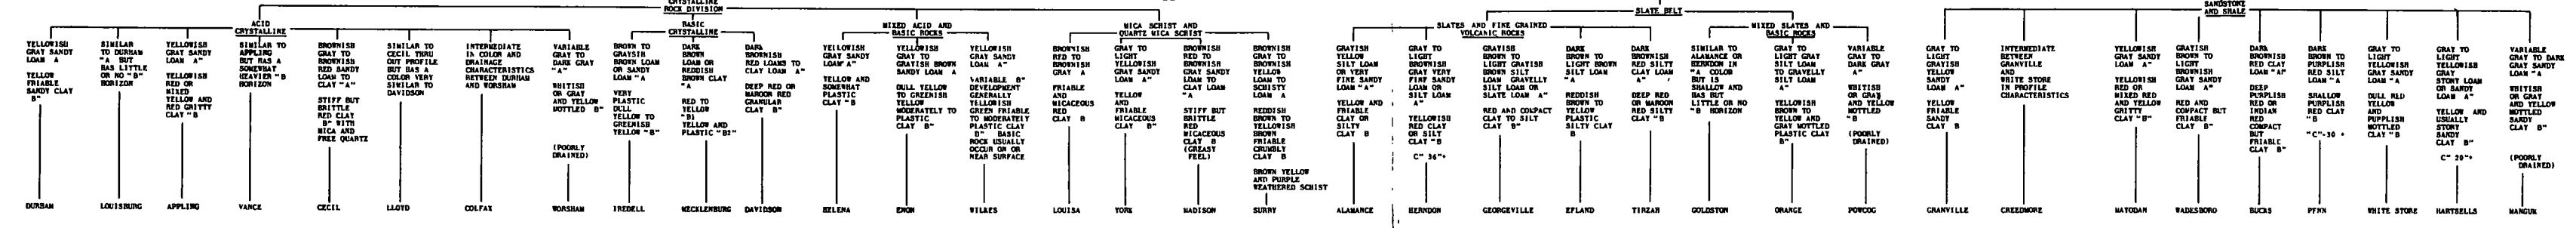 CRYSTALLINE
ROCK DIVISION
SLATE BELT
SANDSTONE
AND SHALE
ACID
CRYSTALLINE
BASIC
CRYSTALLINE
MIXED ACID AND
BASIC ROCKS
MICA SCHIST AND
QUARTZ MICA SCHIST
SLATES AND FINE GRAINED
VOLCANIC ROCKS
MIXED SLATES AND
BASIC ROCKS
YELLOWISH
GRAY SANDY
LOAM A
YELLOW
FRIABLE
SANDY CLAY
B"
DURHAM
SIMILAR
TO DURHAM
"A BUT
HAS LITTLE
OR NO "B"
HORIZON
LOUISBURG
YELLOWISH
GRAY SANDY
LOAM A"
YELLOWISH
RED OR
MIXED
YELLOW AND
RED GRITTY
CLAY "B
APPLING
SIMILAR TO
APPLING
BUT HAS A
SOMEWHAT
HEAVIER "B
HORIZON
VANCE
BROWNISH
GRAY TO
BROWNISH
RED SANDY
LOAM TO
CLAY "A"
STIFF BUT
BRITTLE
RED CLAY
B" WITH
MICA AND
FREE QUARTZ
CECIL
SIMILAR TO
CECIL THRU
OUT PROFILE
BUT HAS A
COLOR VERY
SIMILAR TO
DAVIDSON
LLOYD
INTERMEDIATE
IN COLOR AND
DRAINAGE
CHARACTERISTICS
BETWEEN DURHAM
AND WORSHAM
COLFAX
VARIABLE
GRAY TO
DARK GRAY
"A"
WHITISH
OR GRAY
AND YELLOW
MOTTLED B"
(POORLY
DRAINED)
WORSHAM
BROWN TO
GRAYISH
BROWN LOAM
OR SANDY
LOAM "A
VERY
PLASTIC
DULL
YELLOW TO
GREENISH
YELLOW "B"
IREDELL
DARK
BROWN
LOAM OR
REDDISH
BROWN CLAY
"A
RED TO
YELLOW
"B1
YELLOW AND
PLASTIC "B2"
MECKLENBURG
DARK
BROWNISH
RED LOAMS TO
CLAY LOAM A"
DEEP RED OR
MAROON RED
GRANULAR
CLAY B"
DAVIDSON
YELLOWISH
GRAY SANDY
LOAM A"
YELLOW AND
SOMEWHAT
PLASTIC
CLAY "B
HELENA
YELLOWISH
GRAY TO
GRAYISH BROWN
SANDY LOAM A
DULL YELLOW
TO GREENISH
YELLOW
MODERATELY TO
PLASTIC
CLAY B"
ENON
YELLOWISH
GRAY SANDY
LOAM A"
VARIABLE B"
DEVELOPMENT
GENERALLY
YELLOWISH
GREEN FRIABLE
TO MODERATELY
PLASTIC CLAY
B" BASIC
ROCK USUALLY
OCCUR ON OR
NEAR SURFACE
WILKES
BROWNISH
RED TO
BROWNISH
GRAY A
FRIABLE
AND
MICACEOUS
RED
CLAY B
LOUISA
GRAY TO
LIGHT
YELLOWISH
GRAY SANDY
LOAM A"
YELLOW
AND
FRIABLE
MICACEOUS
CLAY B"
YORK
BROWNISH
RED TO
BROWNISH
GRAY SANDY
LOAM TO
CLAY LOAM
"A
STIFF BUT
BRITTLE
RED
MICACEOUS
CLAY B
(GREASY
FEEL)
MADISON
BROWNISH
GRAY TO
BROWNISH
YELLOW
LOAM TO
SCHISTY
LOAM A
REDDISH
BROWN TO
YELLOWISH
BROWN
FRIABLE
CRUMBLY
CLAY B
BROWN YELLOW
AND PURPLE
WEATHERED SCHIST
SURRY
GRAYISH
YELLOW
SILT LOAM
OR VERY
FINE SANDY
LOAM "A"
YELLOW AND
FRIABLE
CLAY OR
SILTY
CLAY B
ALAMANCE
GRAY TO
LIGHT
BROWNISH
GRAY VERY
FINE SANDY
LOAM OR
SILT LOAM
A"
YELLOWISH
RED CLAY
OR SILT
CLAY "B
C" 36"+
HERNDON
GRAYISH
BROWN TO
LIGHT GRAYISH
BROWN SILT
LOAM GRAVELLY
SILT LOAM OR
SLATE LOAM A"
RED AND COMPACT
CLAY TO SILT
CLAY B"
GEORGEVILLE
DARK
BROWN TO
LIGHT BROWN
SILT LOAM
A
REDDISH
BROWN TO
YELLOW
PLASTIC
SILTY CLAY
B
EFLAND
DARK
BROWNISH
RED SILTY
CLAY LOAM
A"
DEEP RED
OR MAROON
RED SILTY
CLAY "B
TIRZAH
SIMILAR TO
ALAMANCE OR
HERNDON IN
"A COLOR
BUT IS
SHALLOW AND
HAS BUT
LITTLE OR NO
"B HORIZON
GOLDSTON
GRAY TO
LIGHT GRAY
SILT LOAM
TO GRAVELLY
SILT LOAM
A"
YELLOWISH
BROWN TO
YELLOW AND
GRAY MOTTLED
PLASTIC CLAY
B"
ORANGE
VARIABLE
GRAY TO
DARK GRAY
A"
WHITISH
OR GRAY
AND YELLOW
MOTTLED
"B
(POORLY
DRAINED)
GRAY TO
LIGHT
GRAYISH
YELLOW
SANDY
LOAM A"
YELLOW
FRIABLE
SANDY
CLAY B
GRANVILLE
INTERMEDIATE
BETWEEN
GRANVILLE
AND
WHITE STORE
IN PROFILE
CHARACTERISTICS
CREEDMORE
YELLOWISH
GRAY SANDY
LOAM A"
YELLOWISH
RED OR
MIXED RED
AND YELLOW
GRITTY
CLAY "B"
MAYODAN
GRAYISH
BROWN TO
LIGHT
BROWNISH
GRAY SANDY
LOAM "A"
RED AND
COMPACT BUT
FRIABLE
CLAY B"
WADESBORO
DARK
BROWNISH
RED CLAY
LOAM "A"
DEEP
PURPLISH
RED OR
INDIAN
RED
COMPACT
BUT
FRIABLE
CLAY B"
BUCKS
DARK
BROWN TO
PURPLISH
RED SILT
LOAM "A
SHALLOW
PURPLISH
RED CLAY
"B
"C"-30 +
PENN
GRAY TO
LIGHT
YELLOWISH
GRAY SANDY
LOAM "A
DULL RED
YELLOW
AND
PURPLISH
MOTTLED
CLAY "B
WHITE STORE
GRAY TO
LIGHT
YELLOWISH
GRAY
STONY LOAM
OR SANDY
LOAM A"
YELLOW AND
USUALLY
STONY
SANDY
CLAY B"
C" 20"+
HARTSELLS
VARIABLE
GRAY TO DARK
GRAY SANDY
LOAM "A
WHITISH
OR GRAY
AND YELLOW
MOTTLED
SANDY
CLAY B"
(POORLY
DRAINED)